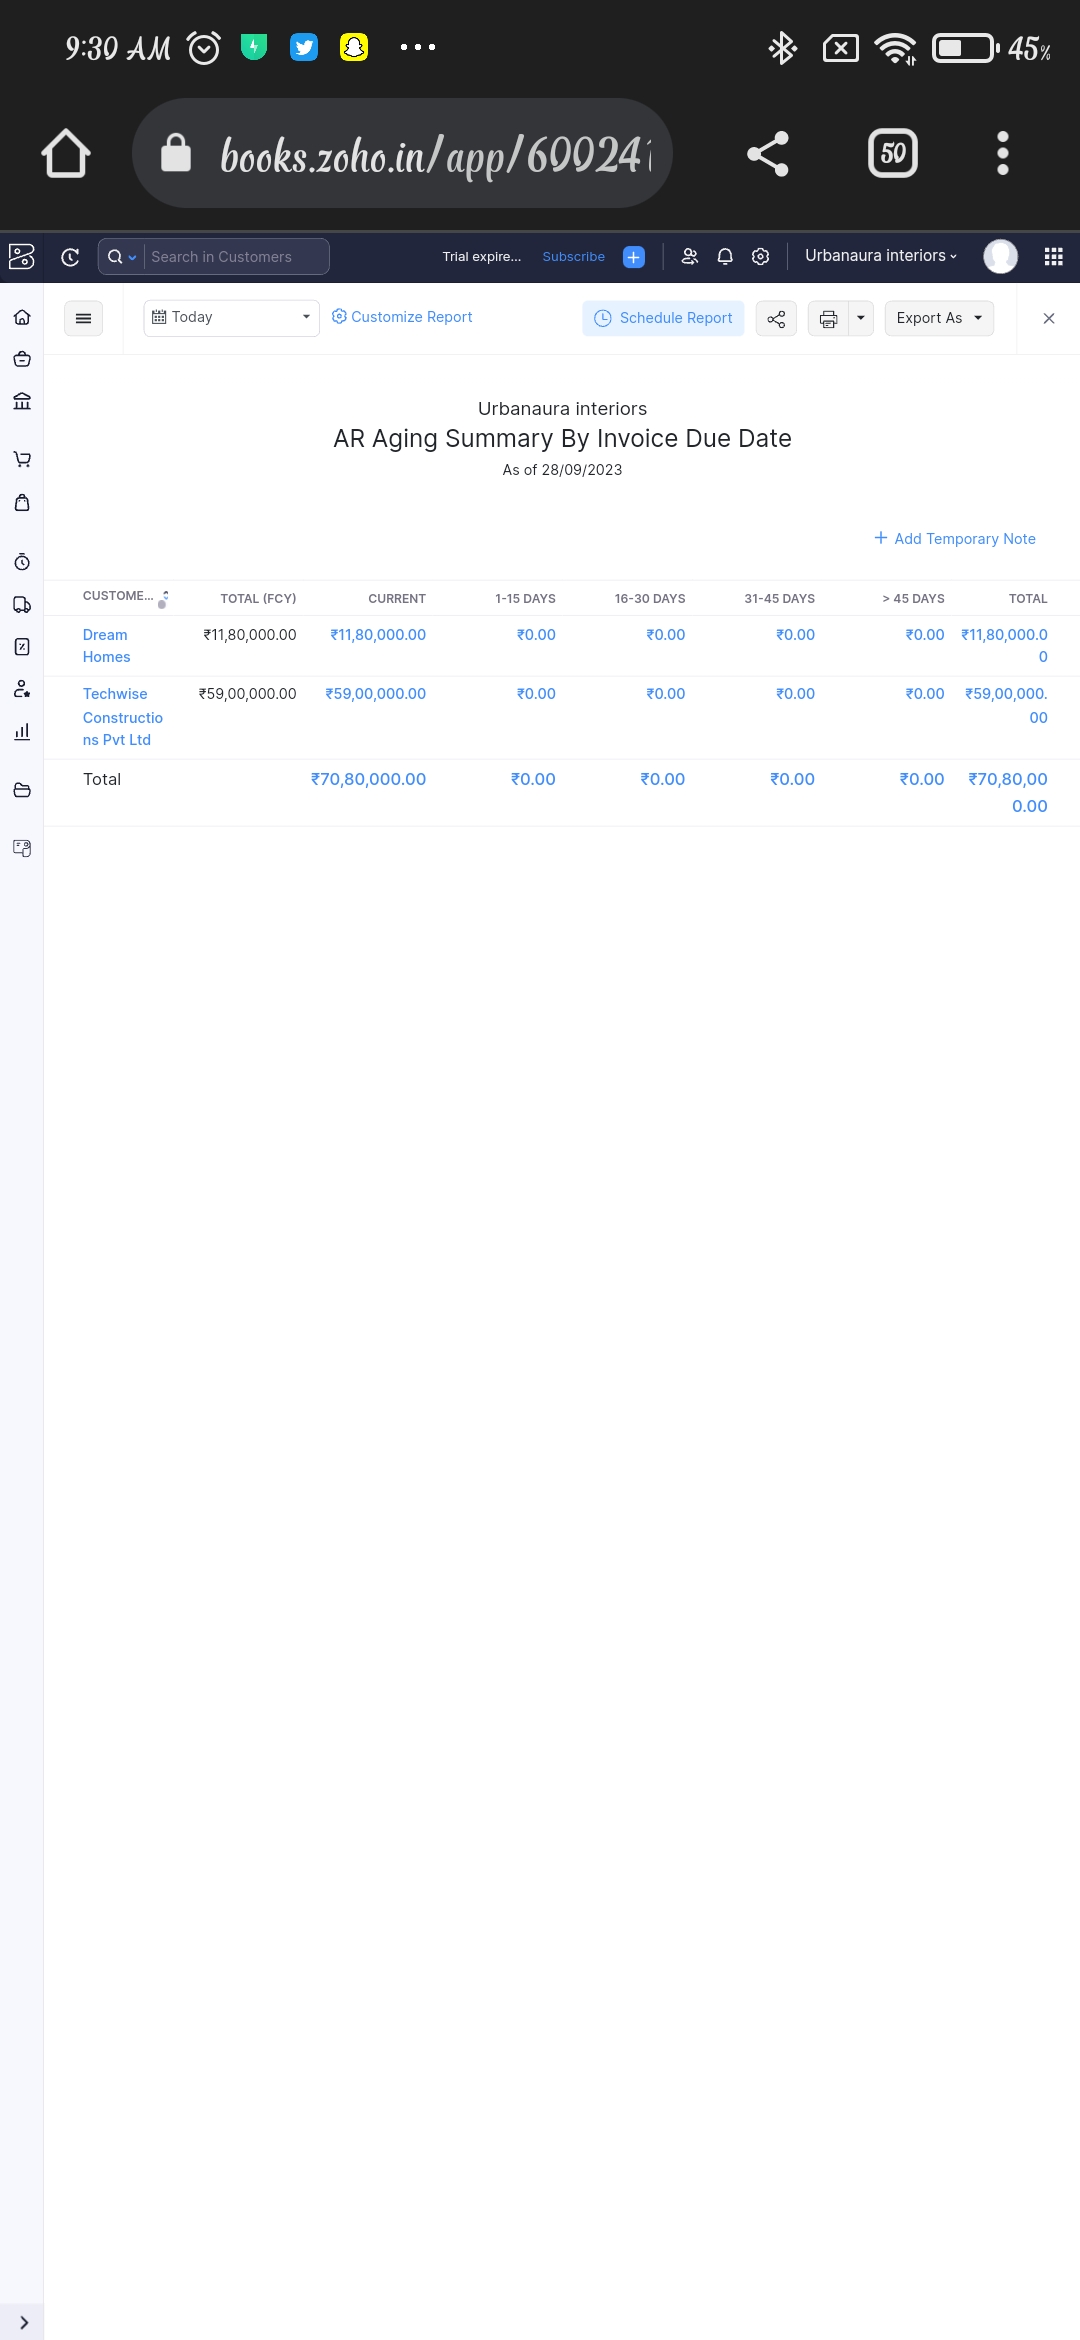 9:30 AM 45%
books.zoho.in/app/60024
50
Search in Customers Trial expire... Subscribe Urbanaura interiors
Today Customize Report Schedule Report Export As
Urbanaura interiors
AR Aging Summary By Invoice Due Date
As of 28/09/2023
Add Temporary Note
CUSTOME... TOTAL (FCY) CURRENT 1-15 DAYS 16-30 DAYS 31-45 DAYS > 45 DAYS TOTAL
Dream ₹11,80,000.00 ₹11,80,000.00 ₹0.00 ₹0.00 ₹0.00 ₹0.00 ₹11,80,000.0
Homes 0
Techwise ₹59,00,000.00 ₹59,00,000.00 ₹0.00 ₹0.00 ₹0.00 ₹0.00 ₹59,00,000.
Constructio 00
ns Pvt Ltd
Total ₹70,80,000.00 ₹0.00 ₹0.00 ₹0.00 ₹0.00 ₹70,80,00
0.00